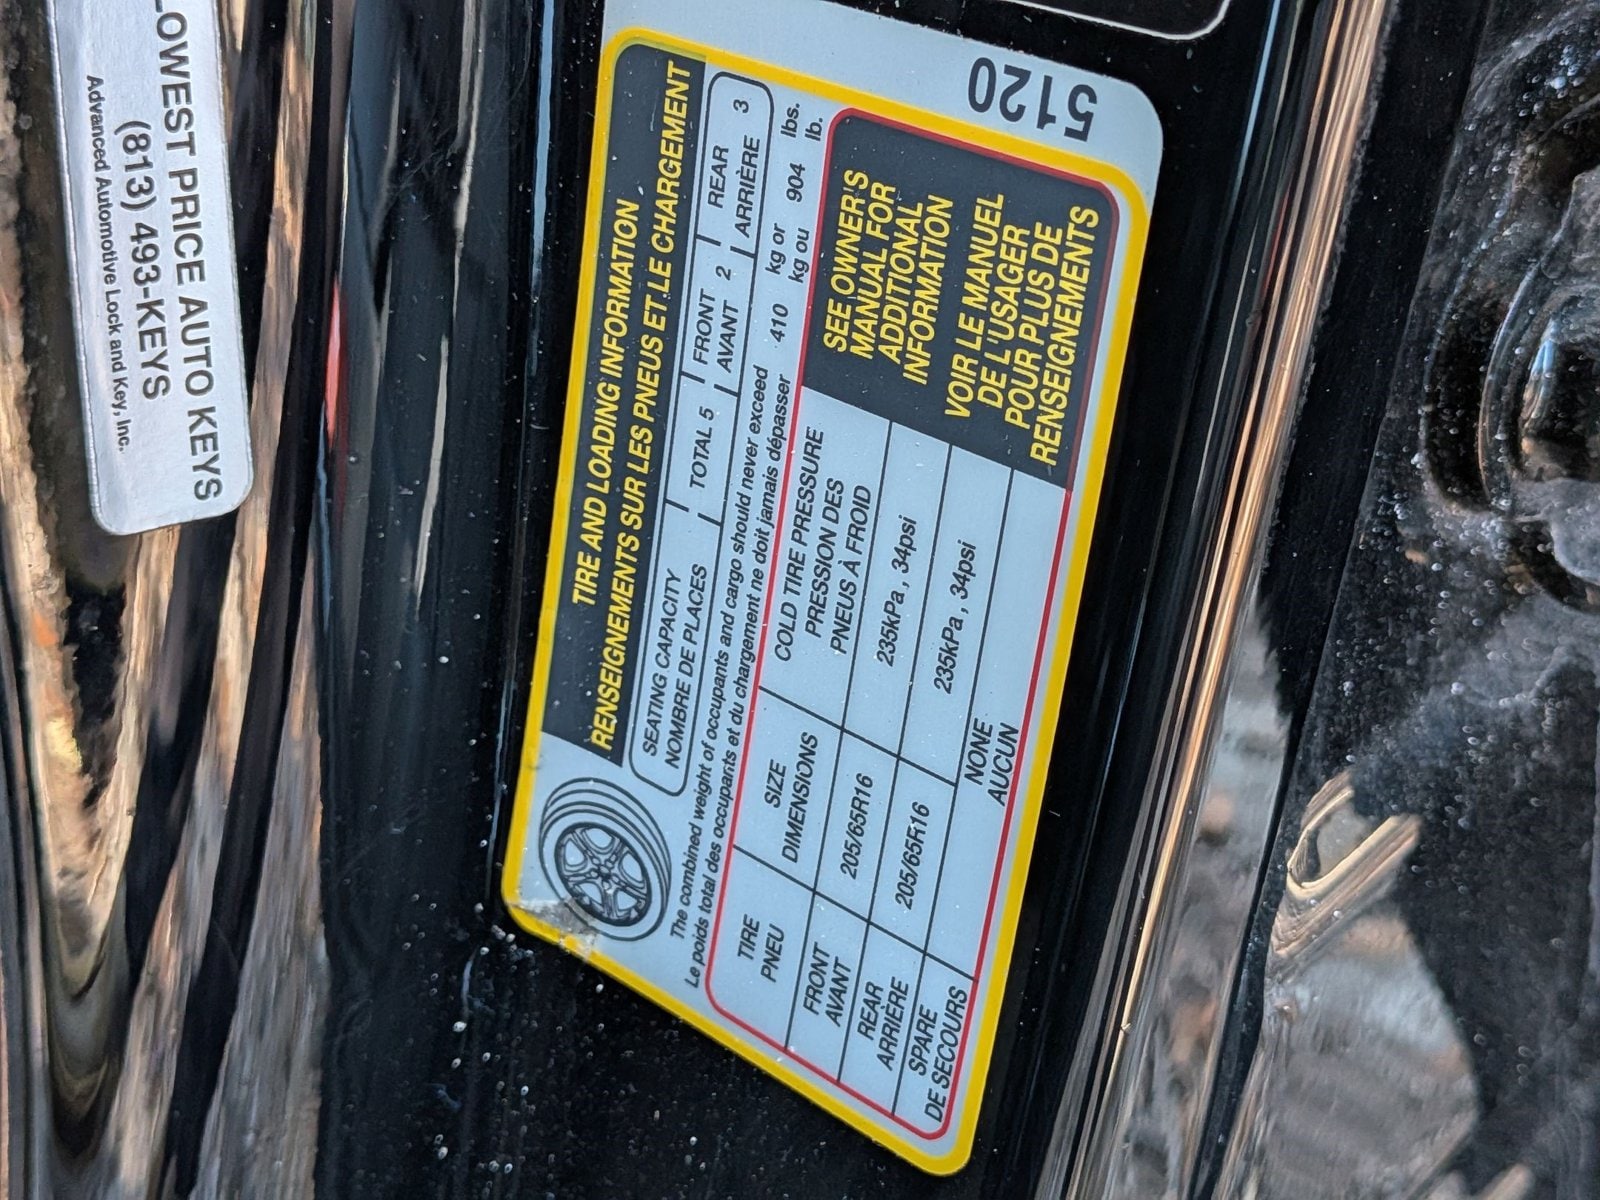 LOWEST PRICE AUTO KEYS
(813) 493-KEYS
Advanced Automotive Lock and Key, Inc.
5120
TIRE AND LOADING INFORMATION
RENSEIGNEMENTS SUR LES PNEUS ET LE CHARGEMENT
SEATING CAPACITY
NOMBRE DE PLACES
TOTAL 5
FRONT
AVANT 2
REAR
ARRIÈRE 3
The combined weight of occupants and cargo should never exceed 410 kg or 904 lbs.
Le poids total des occupants et du chargement ne doit jamais dépasser kg ou lb.
TIRE
PNEU
SIZE
DIMENSIONS
COLD TIRE PRESSURE
PRESSION DES
PNEUS À FROID
FRONT
AVANT
205/65R16
235kPa, 34psi
REAR
ARRIÈRE
205/65R16
235kPa, 34psi
SPARE
DE SECOURS
NONE
AUCUN
SEE OWNER'S
MANUAL FOR
ADDITIONAL
INFORMATION
VOIR LE MANUEL
DE L'USAGER
POUR PLUS DE
RENSEIGNEMENTS